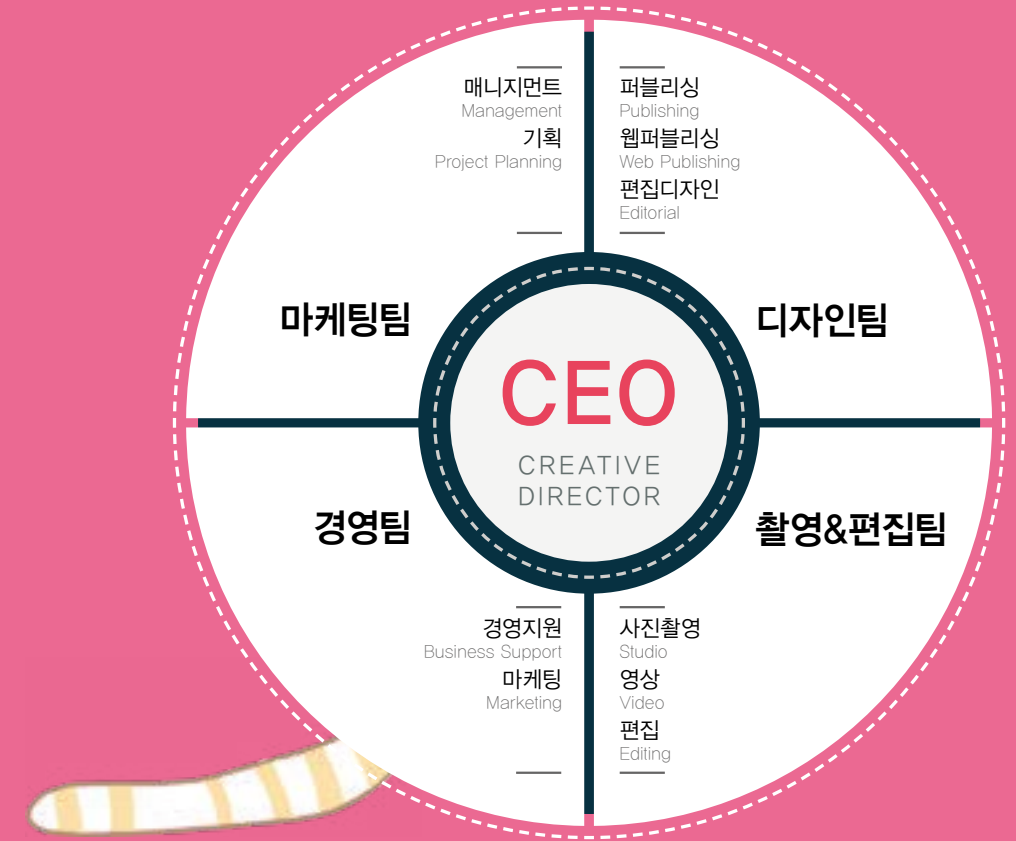 매니지먼트
Management
기획
Project Planning
마케팅팀
퍼블리싱
Publishing
웹퍼블리싱
Web Publishing
편집디자인
Editorial
디자인팀
CEO
CREATIVE
DIRECTOR
경영팀
경영지원
Business Support
마케팅
Marketing
촬영&편집팀
사진촬영
Studio
영상
Video
편집
Editing